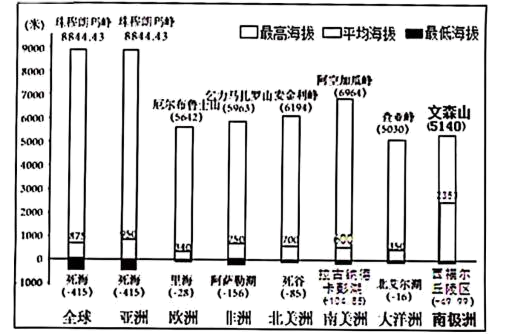 (米)
珠穆朗玛峰
8844.43
珠穆朗玛峰
8844.43
最高海拔 平均海拔 最低海拔
9000
8000
7000
6000
5000
4000
3000
2000
1000
0
1000
厄尔布鲁士山
(5642)
乞力马扎罗山
(5963)
安金利峰
(6194)
阿空加瓜峰
(6964)
查亚峰
(5030)
文森山
(5140)
875
950
340
750
700
600
350
235
死海
(-415)
死海
(-415)
里海
(-28)
阿萨勒湖
(-156)
死谷
(-85)
北艾尔湖
(-16)
丘陵区
全球 亚洲 欧洲 非洲 北美洲 南美洲 大洋洲 南极洲